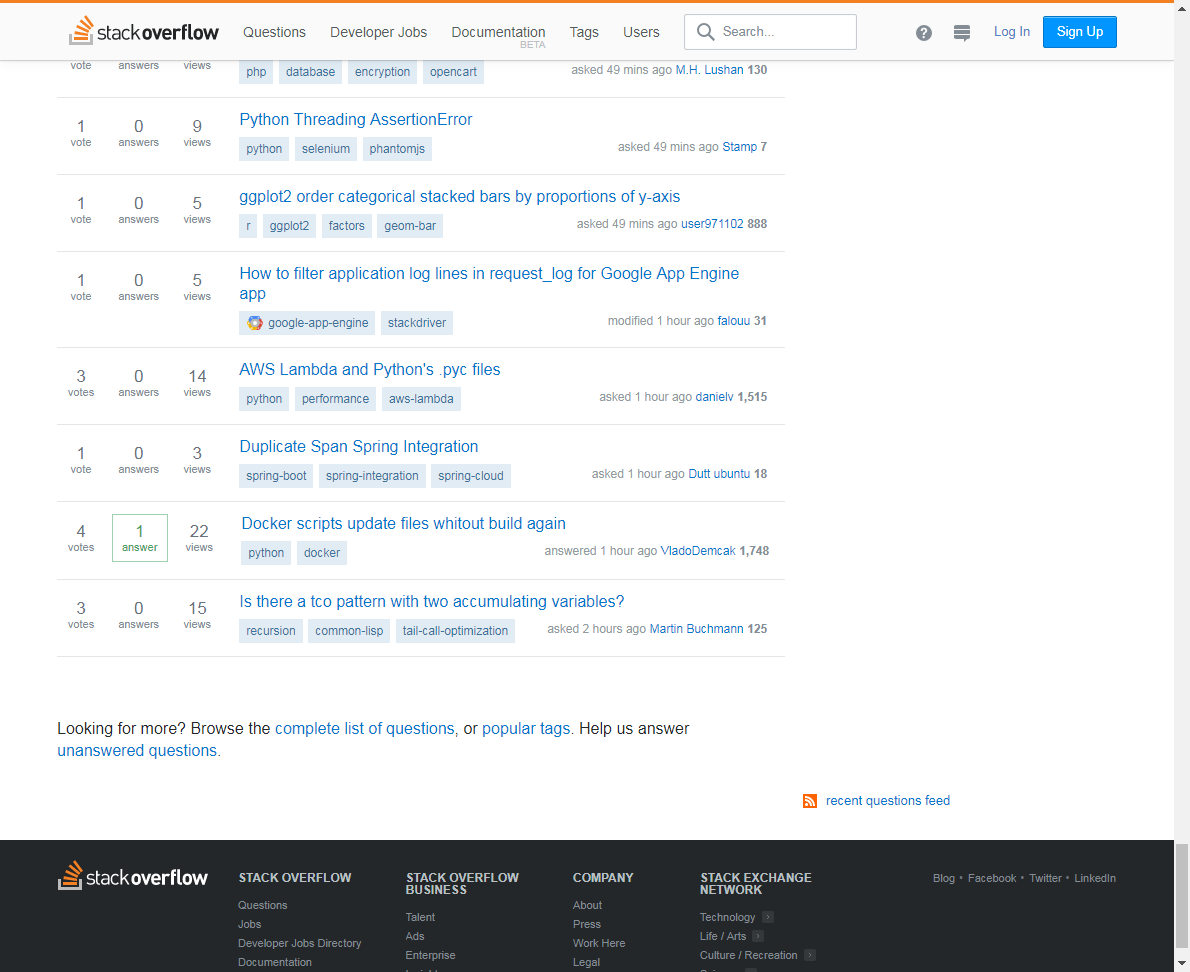 stackoverflow Questions Developer Jobs Documentation BETA Tags Users Search... Log In Sign Up
vote answers views php database encryption opencart asked 49 mins ago M.H. Lushan 130
1 0 9 Python Threading AssertionError
vote answers views python selenium phantomjs asked 49 mins ago Stamp 7
1 0 5 ggplot2 order categorical stacked bars by proportions of y-axis
vote answers views r ggplot2 factors geom-bar asked 49 mins ago user971102 888
1 0 5 How to filter application log lines in request_log for Google App Engine
vote answers views app
google-app-engine stackdriver modified 1 hour ago falouu 31
3 0 14 AWS Lambda and Python's .pyc files
votes answers views python performance aws-lambda asked 1 hour ago danielv 1,515
1 0 3 Duplicate Span Spring Integration
vote answers views spring-boot spring-integration spring-cloud asked 1 hour ago Dutt ubuntu 18
4 1 22 Docker scripts update files whitout build again
votes answer views python docker answered 1 hour ago VladoDemcak 1,748
3 0 15 Is there a tco pattern with two accumulating variables?
votes answers views recursion common-lisp tail-call-optimization asked 2 hours ago Martin Buchmann 125
Looking for more? Browse the complete list of questions, or popular tags. Help us answer
unanswered questions.
recent questions feed
stackoverflow
STACK OVERFLOW
Questions
Jobs
Developer Jobs Directory
Documentation
STACK OVERFLOW
BUSINESS
Talent
Ads
Enterprise
COMPANY
About
Press
Work Here
Legal
STACK EXCHANGE
NETWORK
Technology
Life / Arts
Culture / Recreation
Blog • Facebook • Twitter • LinkedIn